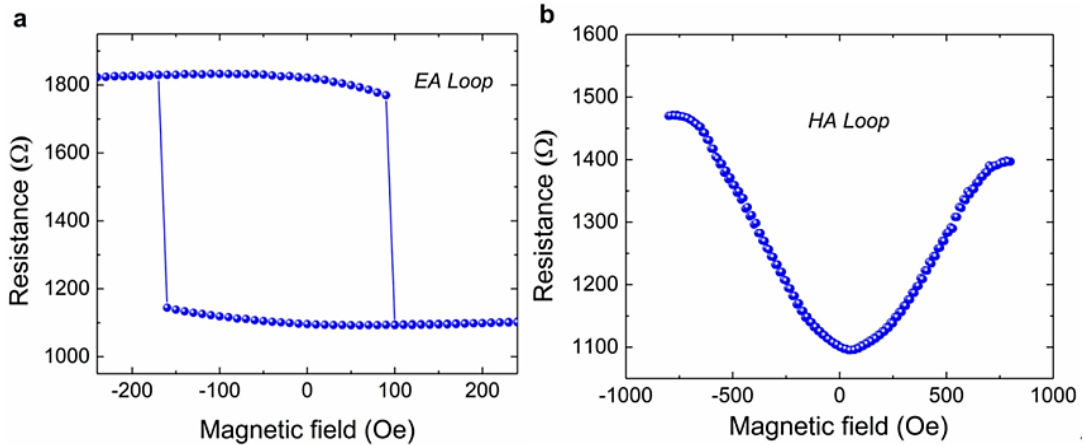 a
EA Loop
1800
1600
1400
1200
1000
Resistance (Ω)
-200 -100 0 100 200
Magnetic field (Oe)
b
HA Loop
1600
1500
1400
1300
1200
1100
Resistance (Ω)
-1000 -500 0 500 1000
Magnetic field (Oe)